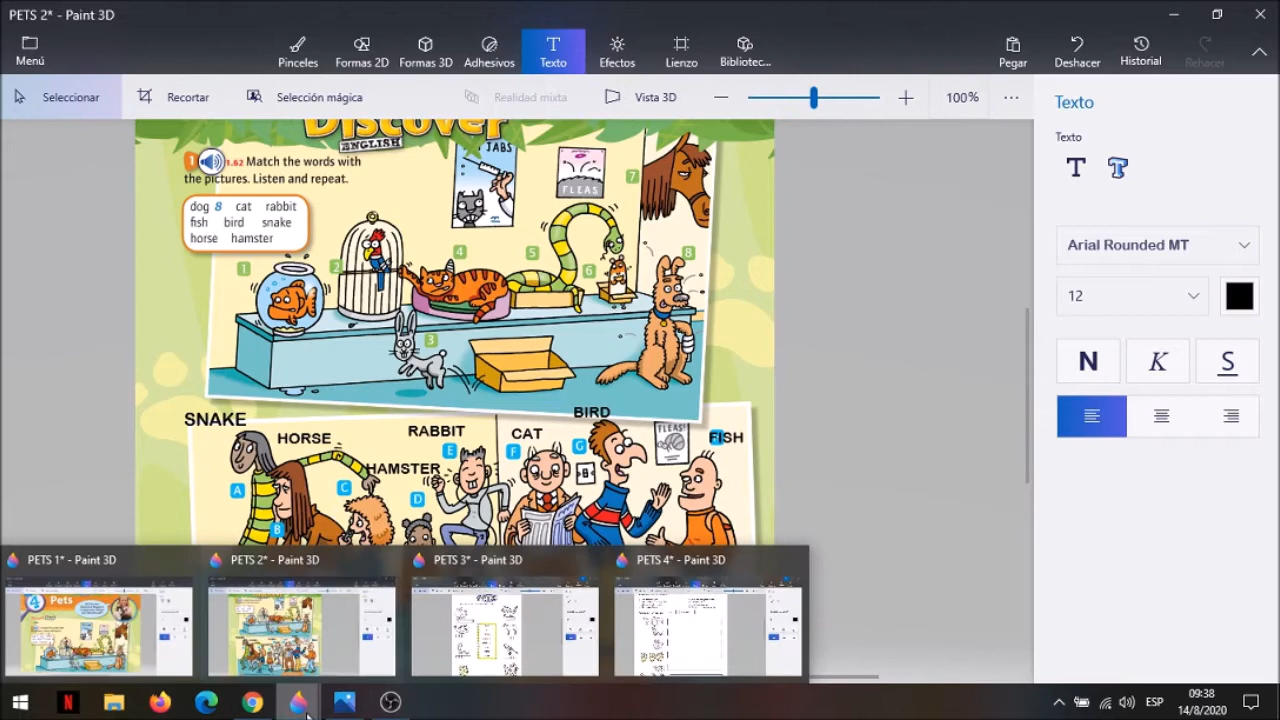 PETS 2* - Paint 3D
Menú
Pinceles
Formas 2D
Formas 3D
Adhesivos
Texto
Efectos
Lienzo
Bibliotec...
Pegar
Deshacer
Historial
Rehacer
Seleccionar
Recortar
Selección mágica
Realidad mixta
Vista 3D
100%
Texto
Texto
Arial Rounded MT
12
N K S
Discover
ENGLISH
1 1.62 Match the words with
the pictures. Listen and repeat.
dog 8 cat rabbit
fish bird snake
horse hamster
JABS
FLEAS
1
2
3
4
5
6
7
8
SNAKE
HORSE
HAMSTER
RABBIT
CAT
BIRD
FISH
FLEAS!
A
B
C
D
E
F
G
PETS 1* - Paint 3D
PETS 2* - Paint 3D
PETS 3* - Paint 3D
PETS 4* - Paint 3D
4 Pets
ESP
09:38
14/8/2020